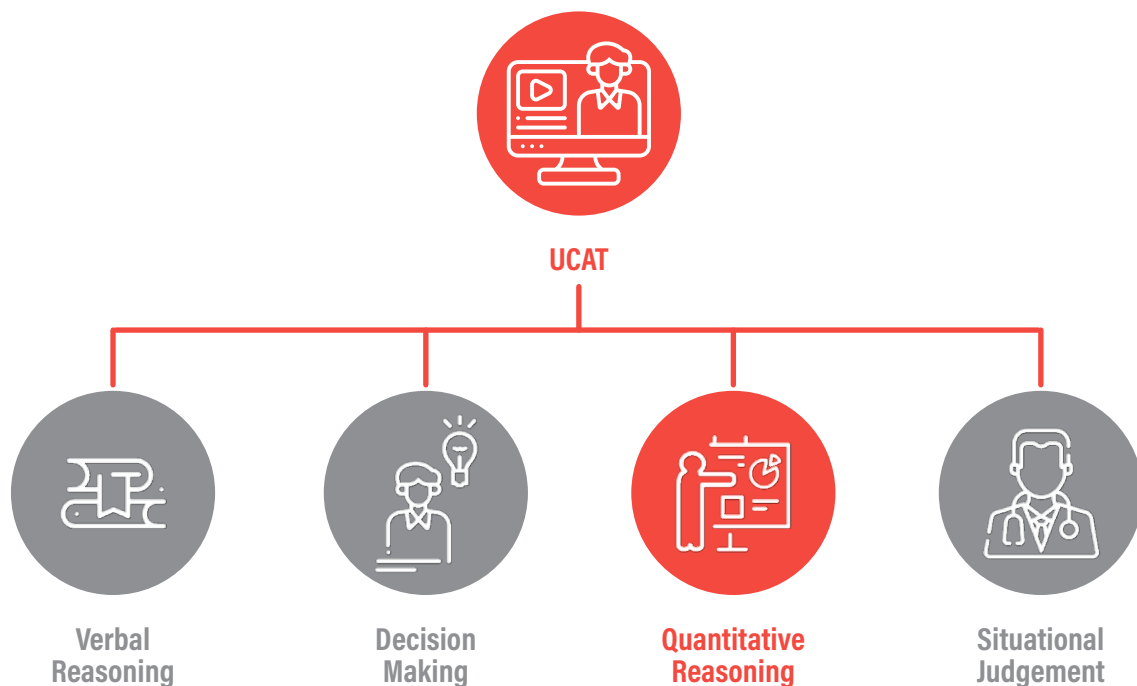 UCAT
Verbal
Reasoning
Decision
Making
Quantitative
Reasoning
Situational
Judgement